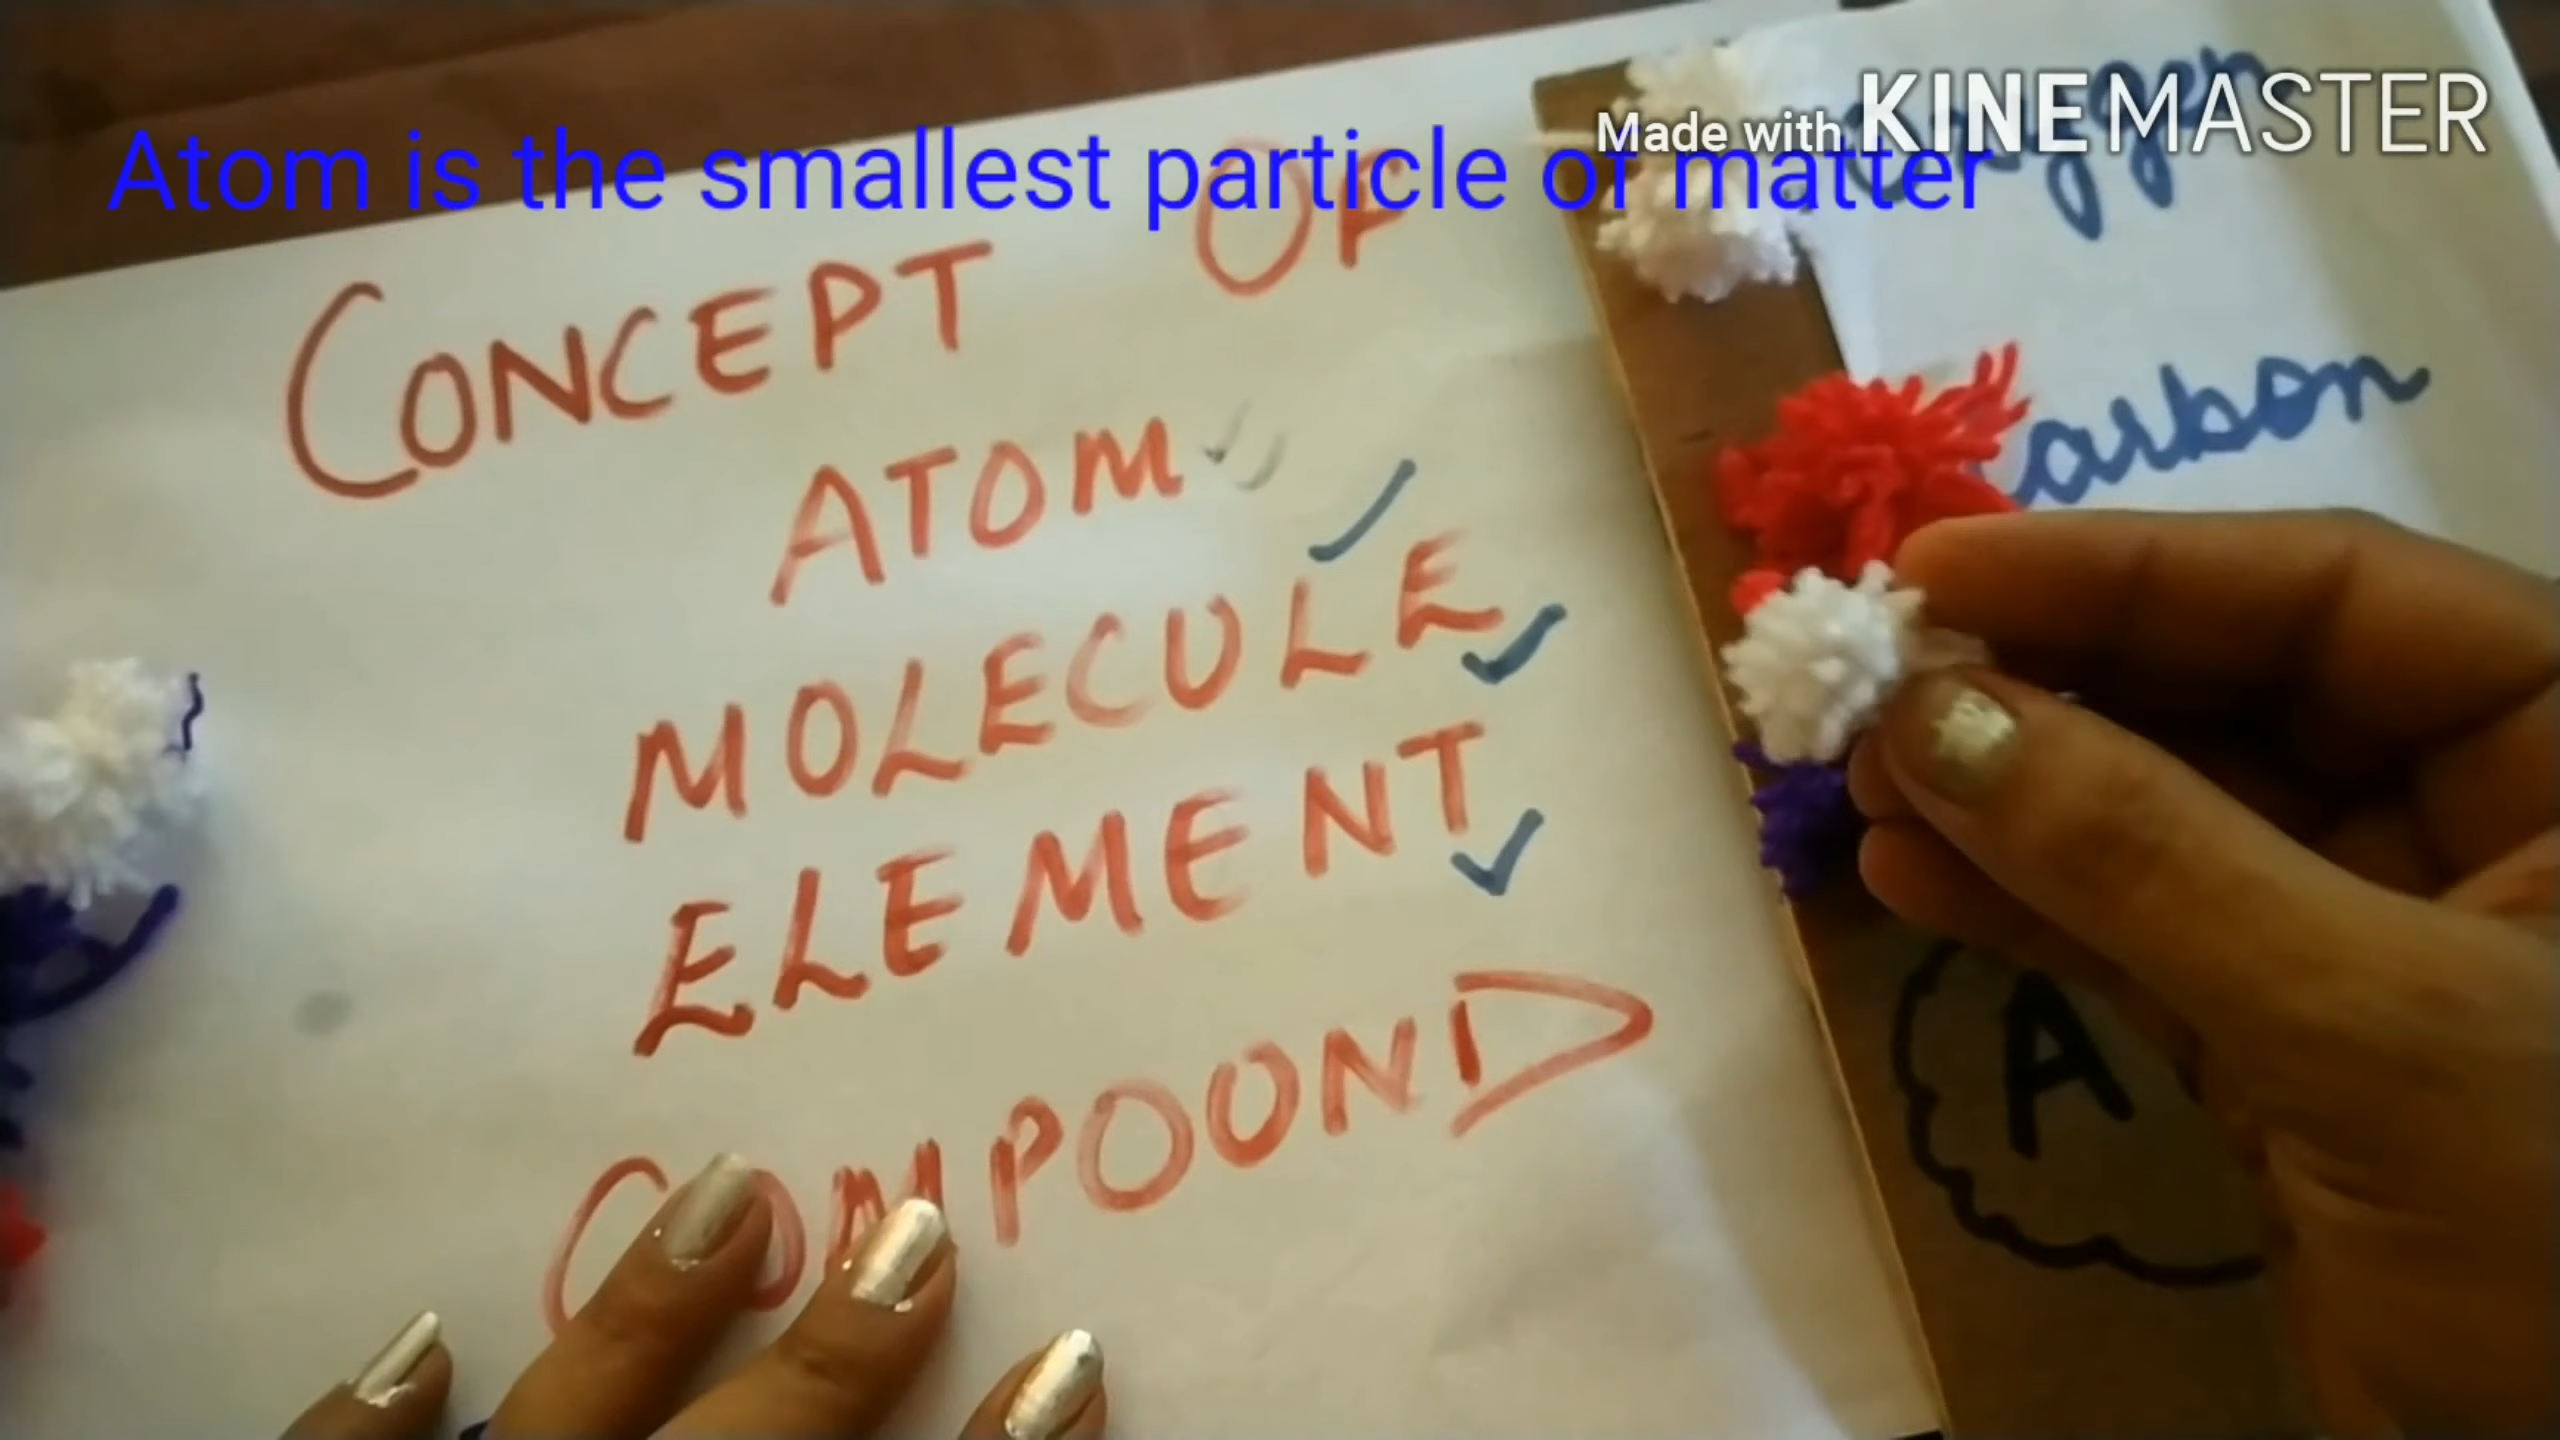 Made with KINEMASTER
Atom is the smallest particle of matter
CONCEPT OF
ATOM
MOLECULE
ELEMENT
COMPOUND
Carbon
A